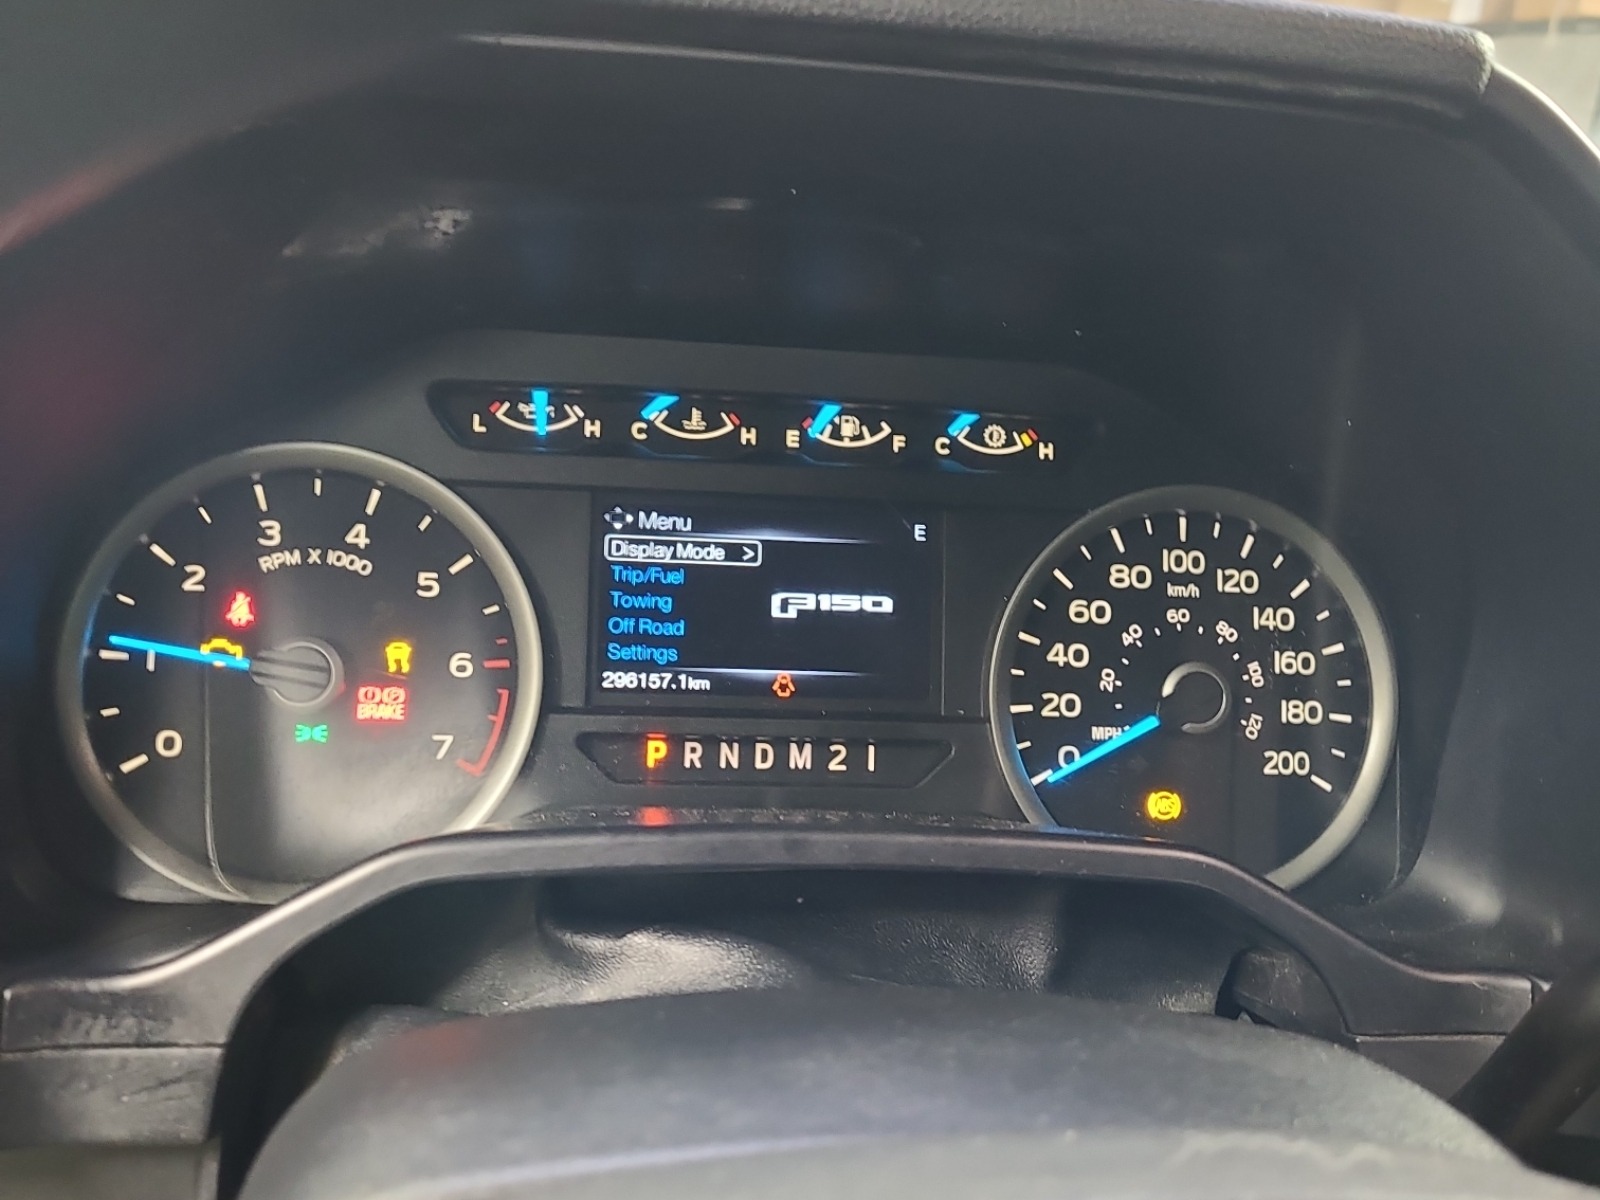 L H C H E F C H
Menu
E
Display Mode >
Trip/Fuel
Towing
Off Road
Settings
F150
296157.1km
0 1 2 3 4 5 6 7
RPM X 1000
BRAKE
P R N D M 2 1
0 20 40 60 80 100 120 140 160 180 200
km/h
20 40 60 80 100 120
MPH
ABS